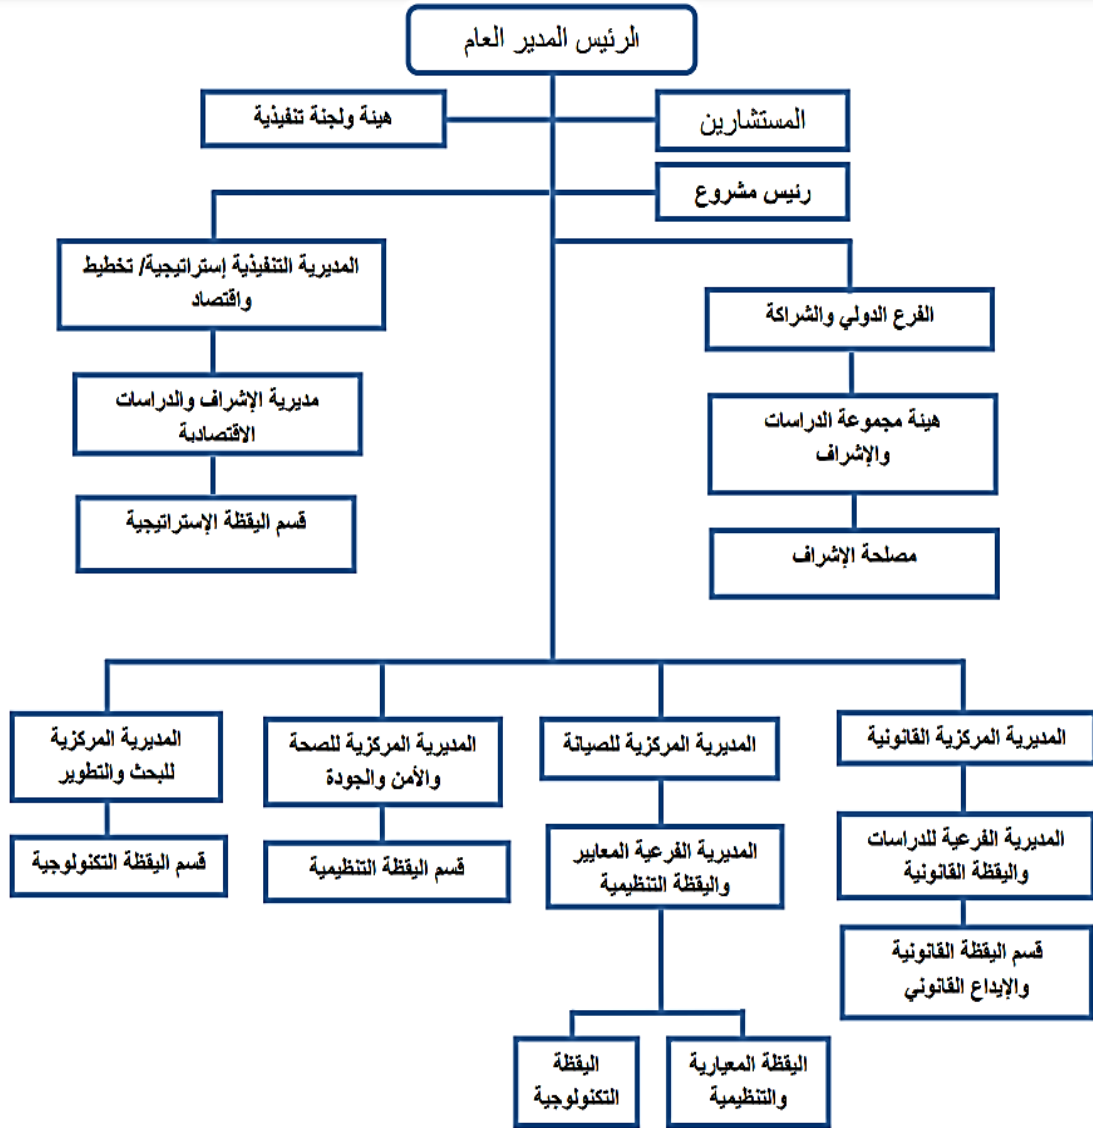 الرئيس المدير العام
المستشارين
هيئة ولجنة تنفيذية
رئيس مشروع
المديرية التنفيذية إستراتيجية/ تخطيط
واقتصاد
الفرع الدولي والشراكة
مديرية الإشراف والدراسات
الاقتصادية
هيئة مجموعة الدراسات
والإشراف
قسم اليقظة الإستراتيجية
مصلحة الإشراف
المديرية المركزية القانونية
المديرية المركزية للصيانة
المديرية المركزية للصحة
والأمن والجودة
المديرية المركزية
للبحث والتطوير
المديرية الفرعية للدراسات
واليقظة القانونية
المديرية الفرعية المعايير
واليقظة التنظيمية
قسم اليقظة التنظيمية
قسم اليقظة التكنولوجية
قسم اليقظة القانونية
والإيداع القانوني
اليقظة المعيارية
والتنظيمية
اليقظة
التكنولوجية